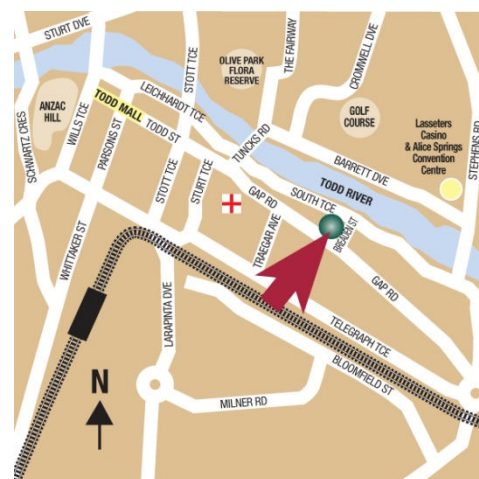 STURT DVE
STOTT TCE
THE FAIRWAY
CROMWELL DVE
OLIVE PARK
FLORA
RESERVE
SCHWARTZ CRES
ANZAC
HILL
WILLS TCE
TODD MALL
LEICHHARDT TCE
PARSONS ST
TODD ST
TUNCKS RD
GOLF
COURSE
Lasseters
Casino
& Alice Springs
Convention
Centre
STEPHENS RD
BARRETT DVE
TODD RIVER
STOTT TCE
STURT TCE
GAP RD
SOUTH TCE
BREADEN ST
TRAEGAR AVE
GAP RD
WHITTAKER ST
LARAPINTA DVE
TELEGRAPH TCE
BLOOMFIELD ST
MILNER RD
N